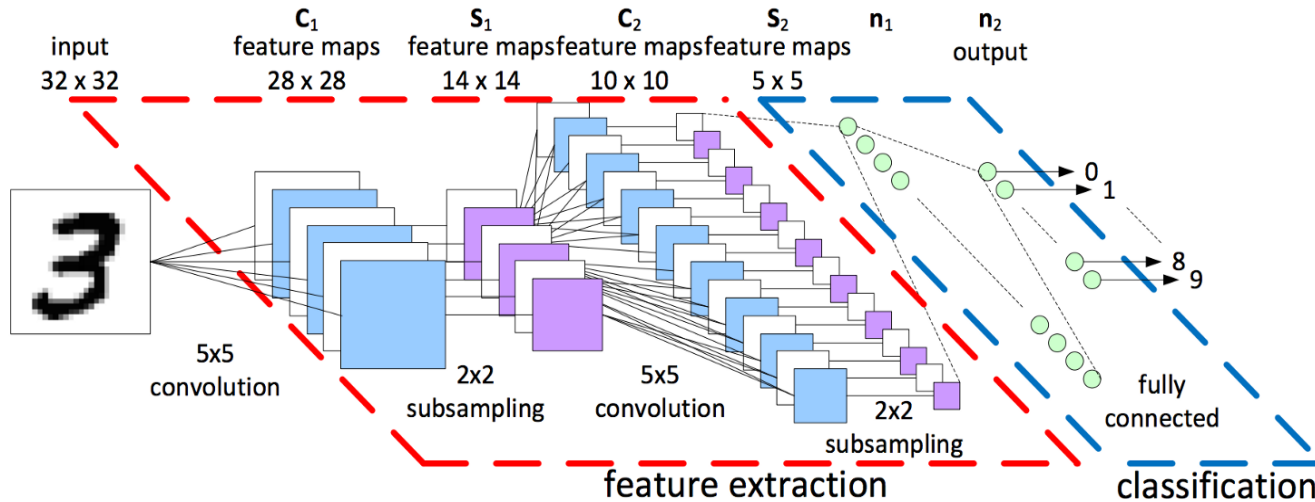 input
32 x 32
C1
feature maps
28 x 28
S1
feature maps
14 x 14
C2
feature maps
10 x 10
S2
feature maps
5 x 5
n1
n2
output
3
0
1
8
9
5x5
convolution
2x2
subsampling
5x5
convolution
2x2
subsampling
fully
connected
feature extraction
classification